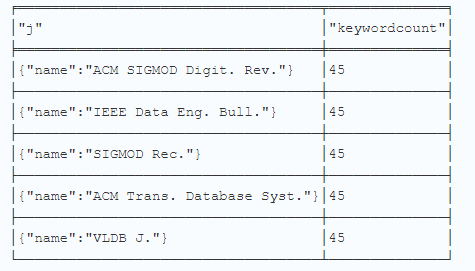 "j" "keywordcount"
{"name":"ACM SIGMOD Digit. Rev."} 45
{"name":"IEEE Data Eng. Bull."} 45
{"name":"SIGMOD Rec."} 45
{"name":"ACM Trans. Database Syst."} 45
{"name":"VLDB J."} 45